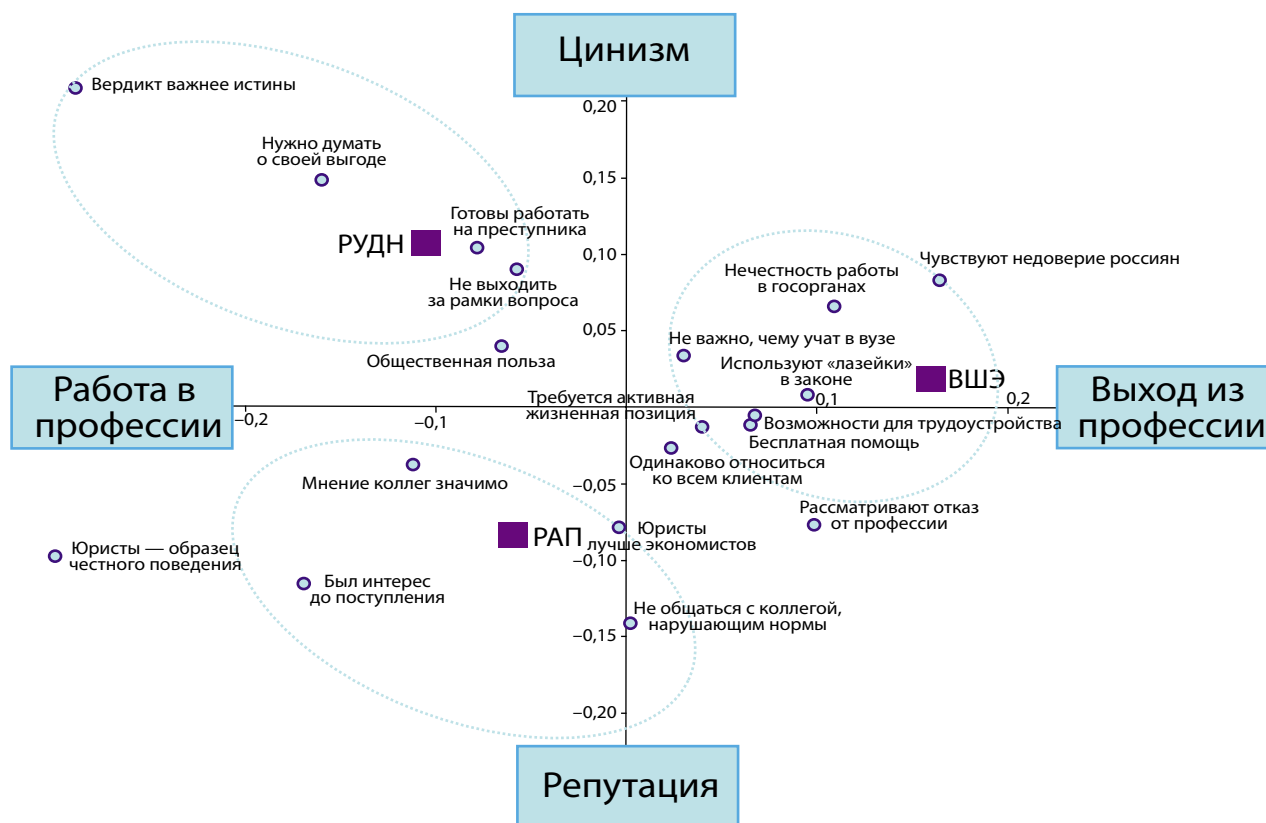 Цинизм
Вердикт важнее истины
0,20
Нужно думать
о своей выгоде
0,15
Готовы работать
на преступника
РУДН
0,10
Не выходить
за рамки вопроса
Нечестность работы
в госорганах
Чувствуют недоверие россиян
0,05
Общественная польза
Не важно, чему учат в вузе
Используют «лазейки»
в законе
ВШЭ
Работа в
профессии
Выход из
профессии
–0,2
–0,1
0,1
0,2
Требуется активная
жизненная позиция
Возможности для трудоустройства
Бесплатная помощь
Одинаково относиться
ко всем клиентам
Мнение коллег значимо
–0,05
Рассматривают отказ
от профессии
РАП
Юристы
лучше экономистов
Юристы — образец
честного поведения
–0,10
Был интерес
до поступления
Не общаться с коллегой,
нарушающим нормы
–0,15
–0,20
Репутация